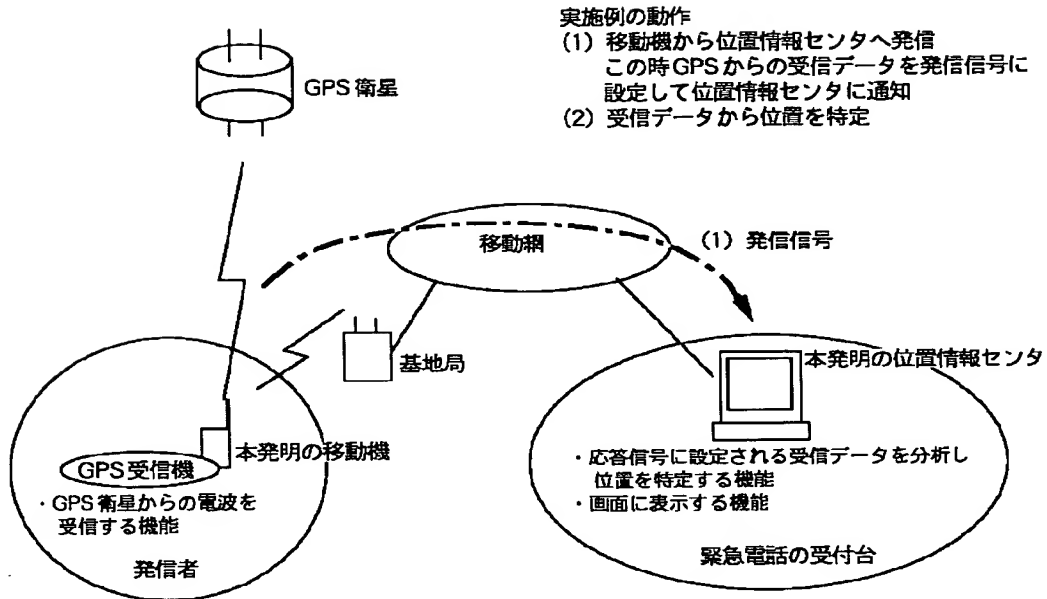 実施例の動作
(1) 移動機から位置情報センタへ発信
この時GPSからの受信データを発信信号に
設定して位置情報センタに通知
(2) 受信データから位置を特定
GPS衛星
移動網
(1) 発信信号
基地局
本発明の位置情報センタ
本発明の移動機
GPS受信機
・GPS衛星からの電波を
受信する機能
発信者
・応答信号に設定される受信データを分析し
位置を特定する機能
・画面に表示する機能
緊急電話の受付台